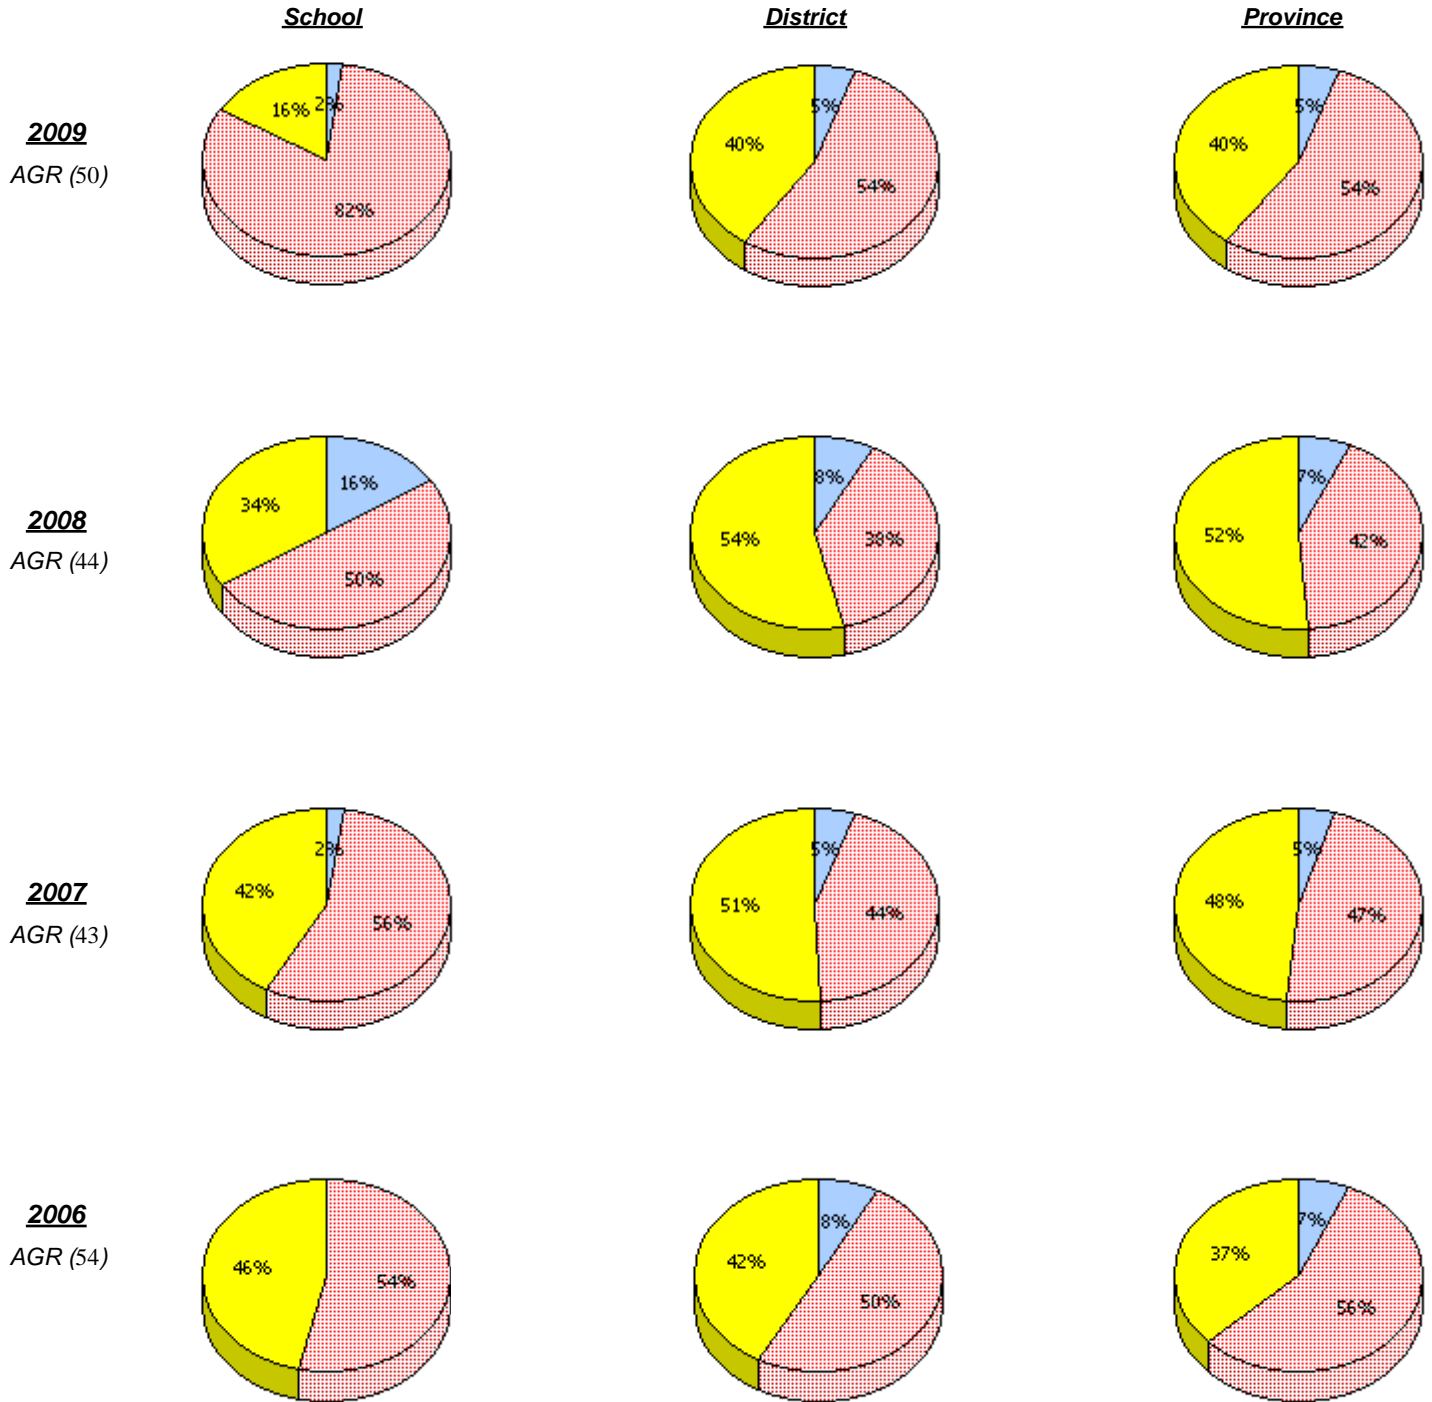 School District Province
2009
AGR (50)
16% 2% 82%
40% 5% 54%
40% 5% 54%
2008
AGR (44)
34% 16% 50%
54% 8% 38%
52% 7% 42%
2007
AGR (43)
42% 2% 56%
51% 5% 44%
48% 5% 47%
2006
AGR (54)
46% 54%
42% 8% 50%
37% 7% 56%